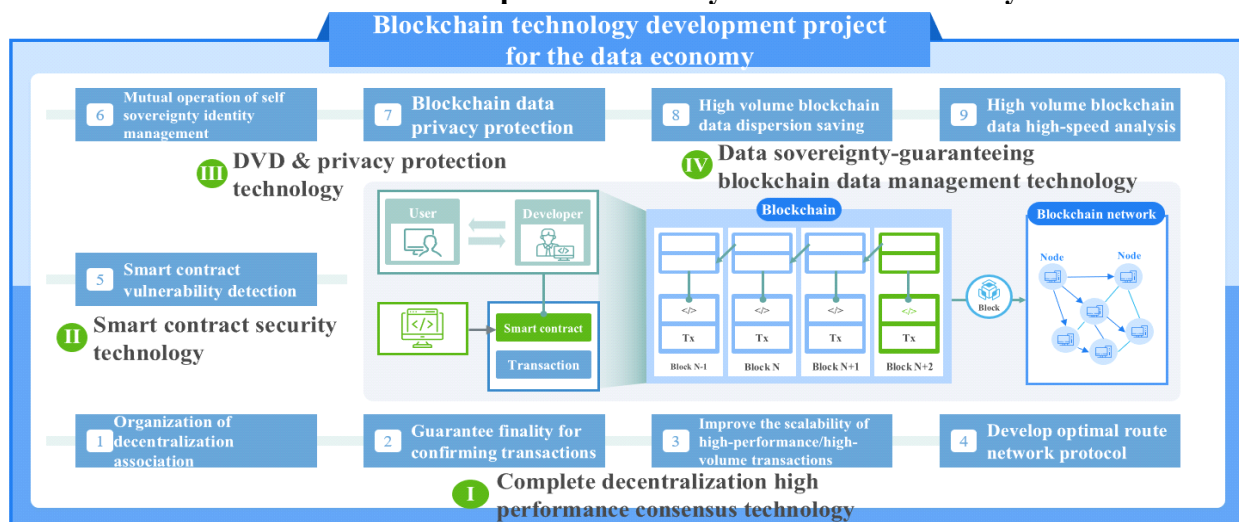 Blockchain technology development project
for the data economy
6
Mutual operation of self
sovereignty identity
management
7
Blockchain data
privacy protection
8
High volume blockchain
data dispersion saving
9
High volume blockchain
data high-speed analysis
III
DVD & privacy protection
technology
IV
Data sovereignty-guaranteeing
blockchain data management technology
User
Developer
Blockchain
Blockchain network
Node
Node
5
Smart contract
vulnerability detection
II
Smart contract security
technology
</>
Smart contract
Transaction
</>
</>
</>
</>
Tx
Tx
Tx
Tx
Block N-1
Block N
Block N+1
Block N+2
Block
1
Organization of
decentralization
association
2
Guarantee finality for
confirming transactions
3
Improve the scalability of
high-performance/high-
volume transactions
4
Develop optimal route
network protocol
I
Complete decentralization high
performance consensus technology